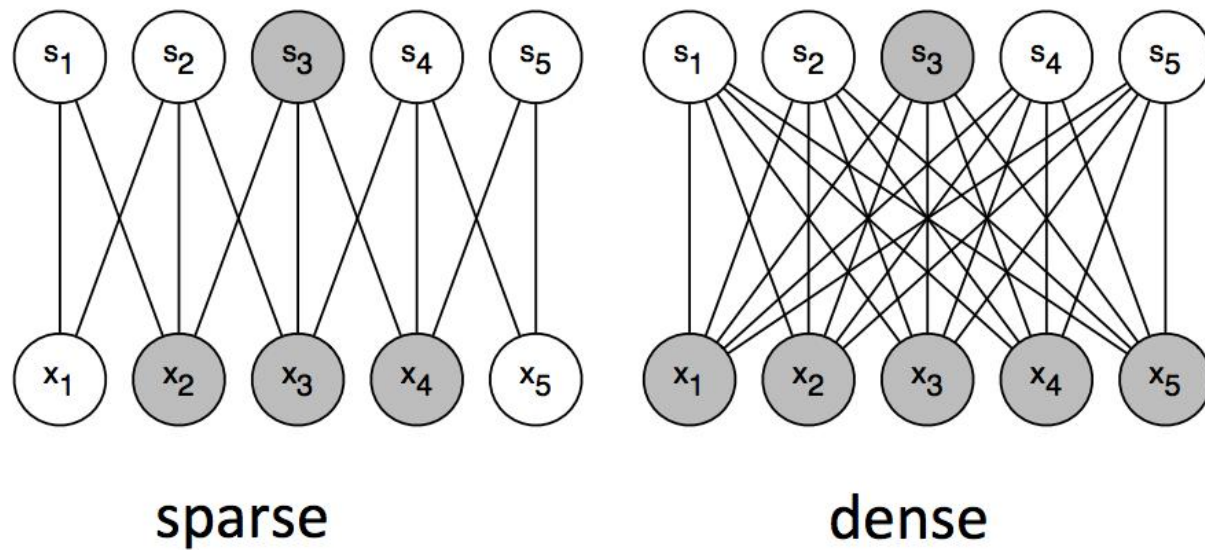 s1 s2 s3 s4 s5 s1 s2 s3 s4 s5
x1 x2 x3 x4 x5 x1 x2 x3 x4 x5
sparse dense